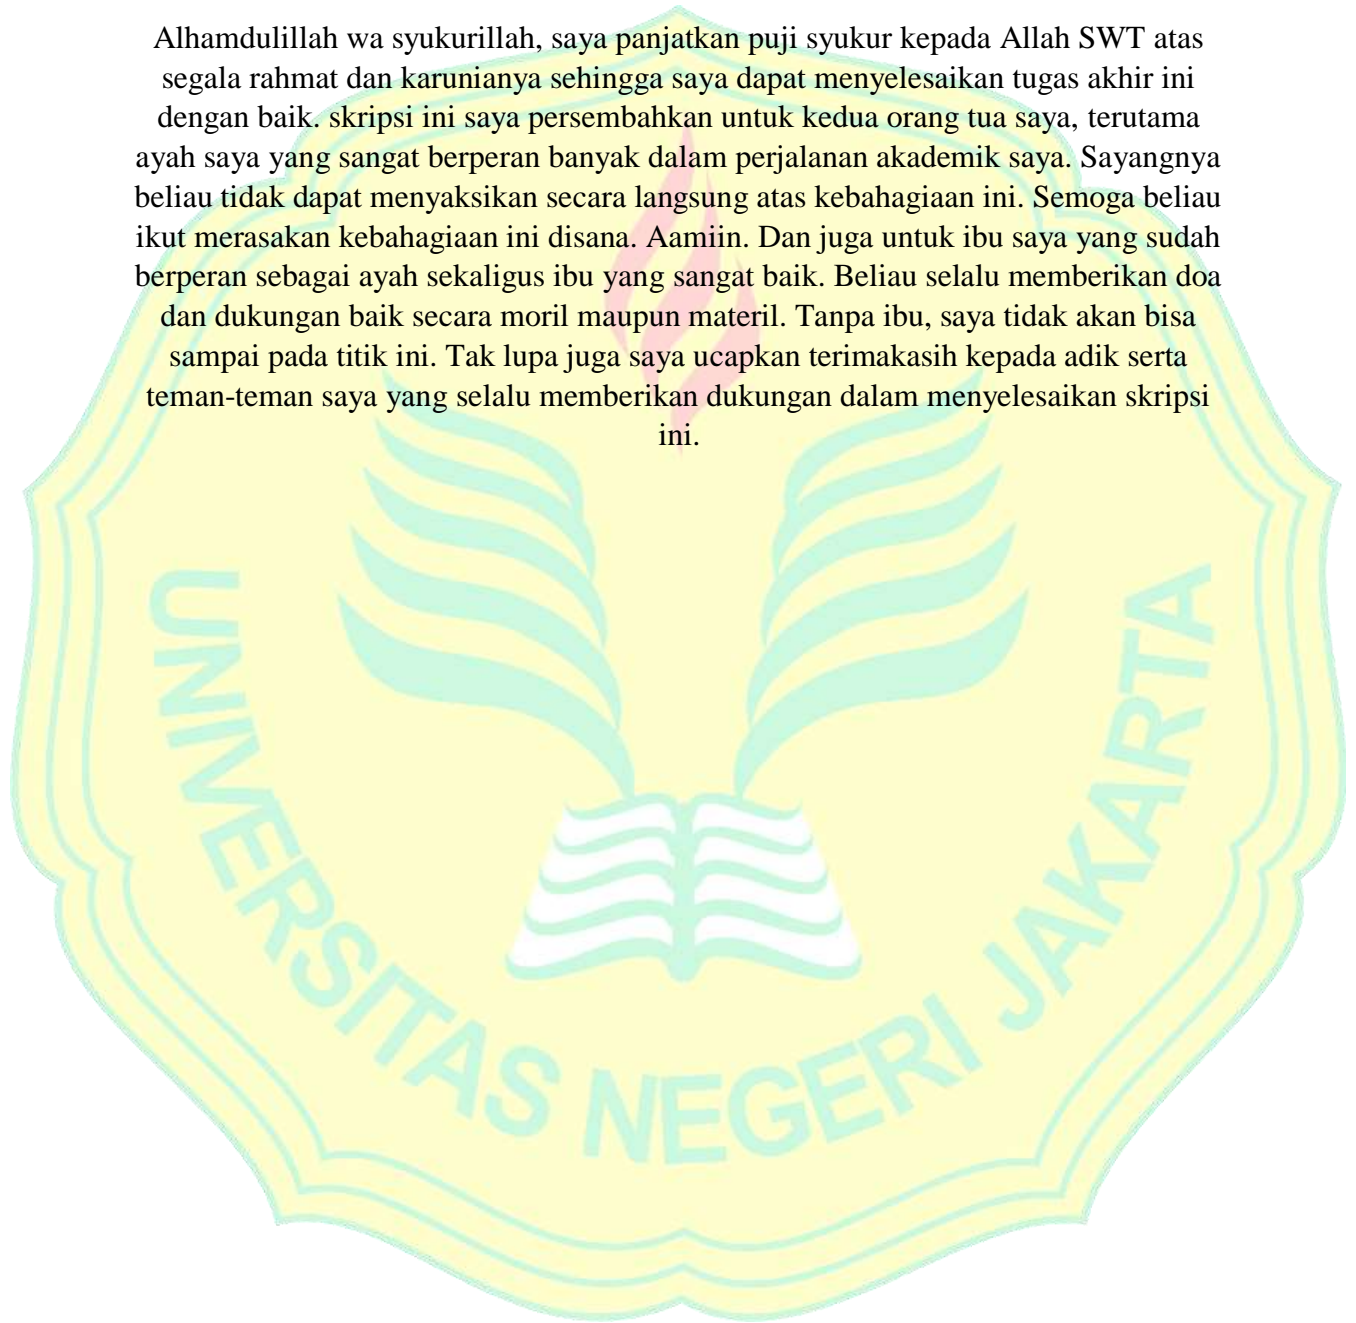 Alhamdulillah wa syukurillah, saya panjatkan puji syukur kepada Allah SWT atas
segala rahmat dan karunianya sehingga saya dapat menyelesaikan tugas akhir ini
dengan baik. skripsi ini saya persembahkan untuk kedua orang tua saya, terutama
ayah saya yang sangat berperan banyak dalam perjalanan akademik saya. Sayangnya
beliau tidak dapat menyaksikan secara langsung atas kebahagiaan ini. Semoga beliau
ikut merasakan kebahagiaan ini disana. Aamiin. Dan juga untuk ibu saya yang sudah
berperan sebagai ayah sekaligus ibu yang sangat baik. Beliau selalu memberikan doa
dan dukungan baik secara moril maupun materil. Tanpa ibu, saya tidak akan bisa
sampai pada titik ini. Tak lupa juga saya ucapkan terimakasih kepada adik serta
teman-teman saya yang selalu memberikan dukungan dalam menyelesaikan skripsi
ini.
UNIVERSITAS NEGERI JAKARTA